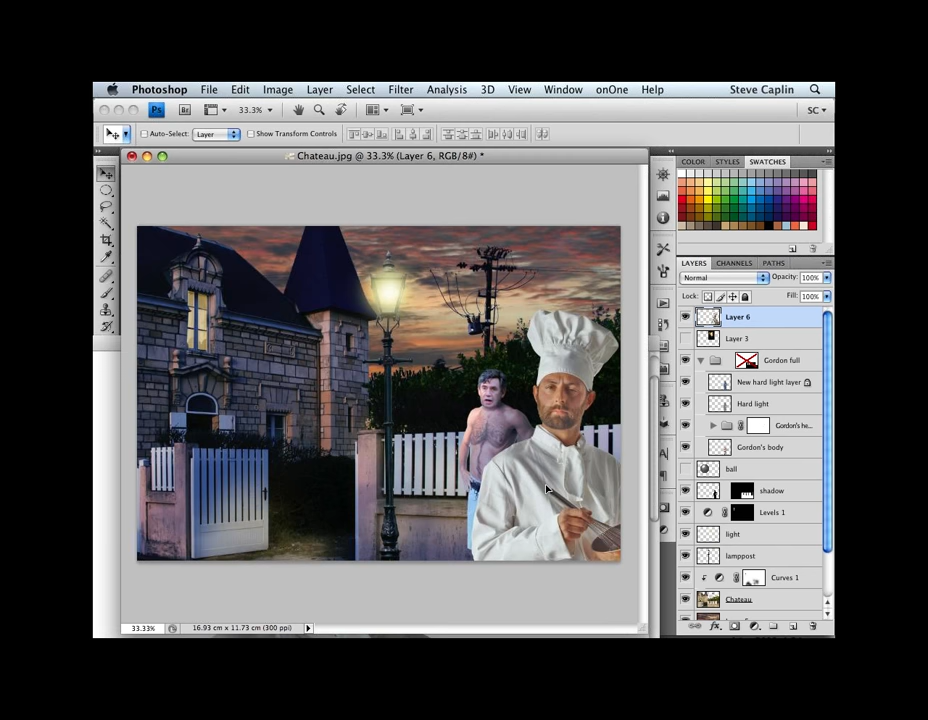 Photoshop File Edit Image Layer Select Filter Analysis 3D View Window onOne Help Steve Caplin
Ps Br 33.3% SC
Auto-Select: Layer Show Transform Controls
Chateau.jpg @ 33.3% (Layer 6, RGB/8#) *
COLOR STYLES SWATCHES
LAYERS CHANNELS PATHS
Normal Opacity: 100%
Lock: Fill: 100%
Layer 6
Layer 3
Gordon full
New hard light layer
Hard light
Gordon's he...
Gordon's body
ball
shadow
Levels 1
light
lamppost
Curves 1
Chateau
33.33% 16.93 cm x 11.73 cm (300 ppi)